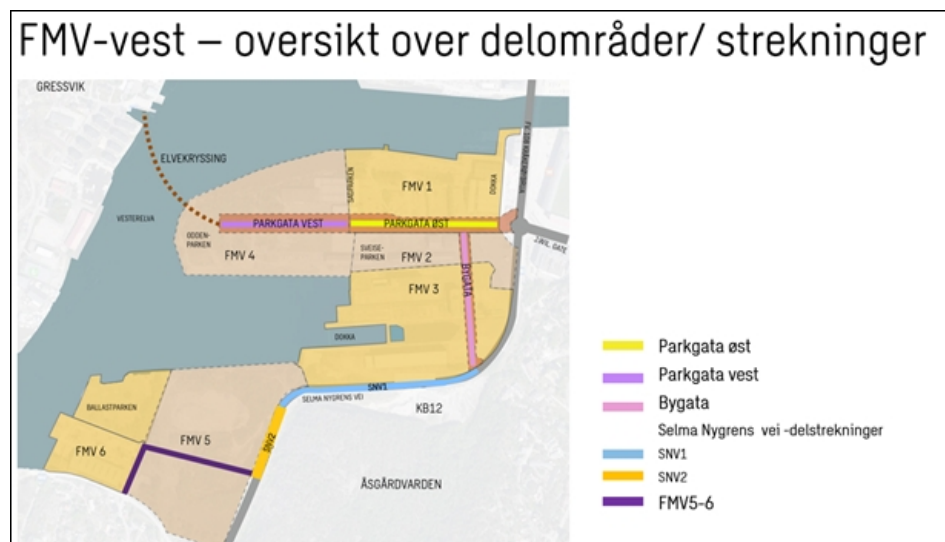 FMV-vest – oversikt over delområder/ strekninger
GRESSVIK
ELVEKRYSSING
VESTERELVA
SAGPARKEN
FMV 1
DOKKA
PARKGATA VEST
PARKGATA ØST
ODDEN-
PARKEN
FMV 4
SVEISE-
PARKEN
FMV 2
BYGATA
FMV 3
DOKKA
SNV1
SELMA NYGRENS VEI
KB12
SNV2
BALLASTPARKEN
FMV 5
FMV 6
ÅSGÅRDVARDEN
Parkgata øst
Parkgata vest
Bygata
Selma Nygrens vei -delstrekninger
SNV1
SNV2
FMV5-6